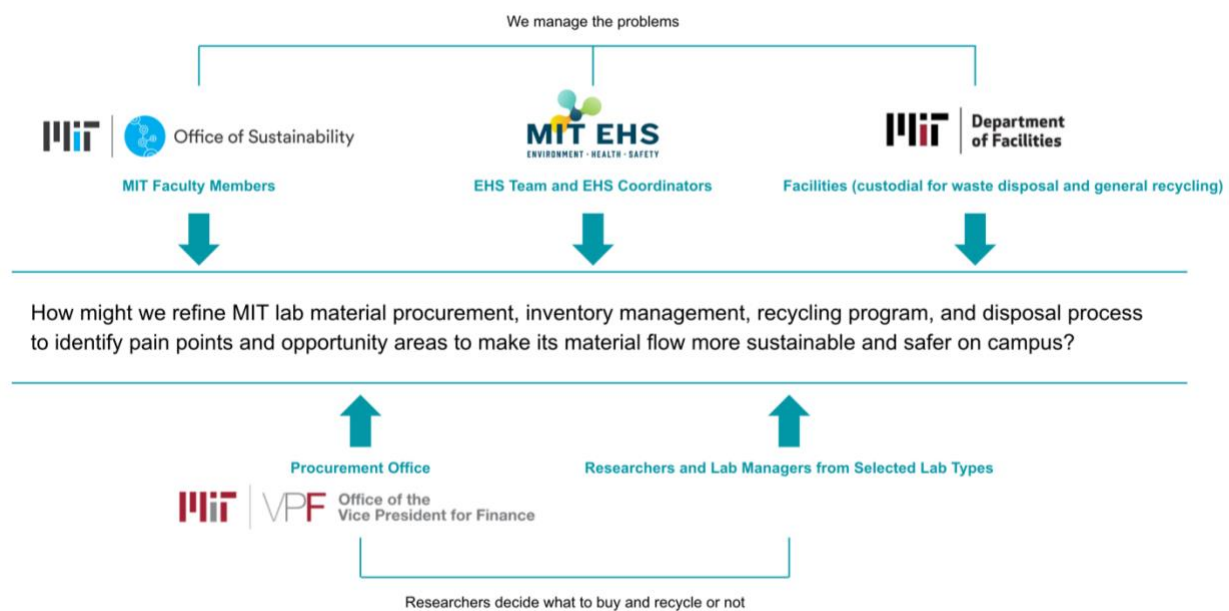 We manage the problems
MIT Office of Sustainability
MIT EHS
ENVIRONMENT · HEALTH · SAFETY
MIT Department
of Facilities
MIT Faculty Members
EHS Team and EHS Coordinators
Facilities (custodial for waste disposal and general recycling)
How might we refine MIT lab material procurement, inventory management, recycling program, and disposal process
to identify pain points and opportunity areas to make its material flow more sustainable and safer on campus?
Procurement Office
Researchers and Lab Managers from Selected Lab Types
MIT VPF Office of the
Vice President for Finance
Researchers decide what to buy and recycle or not